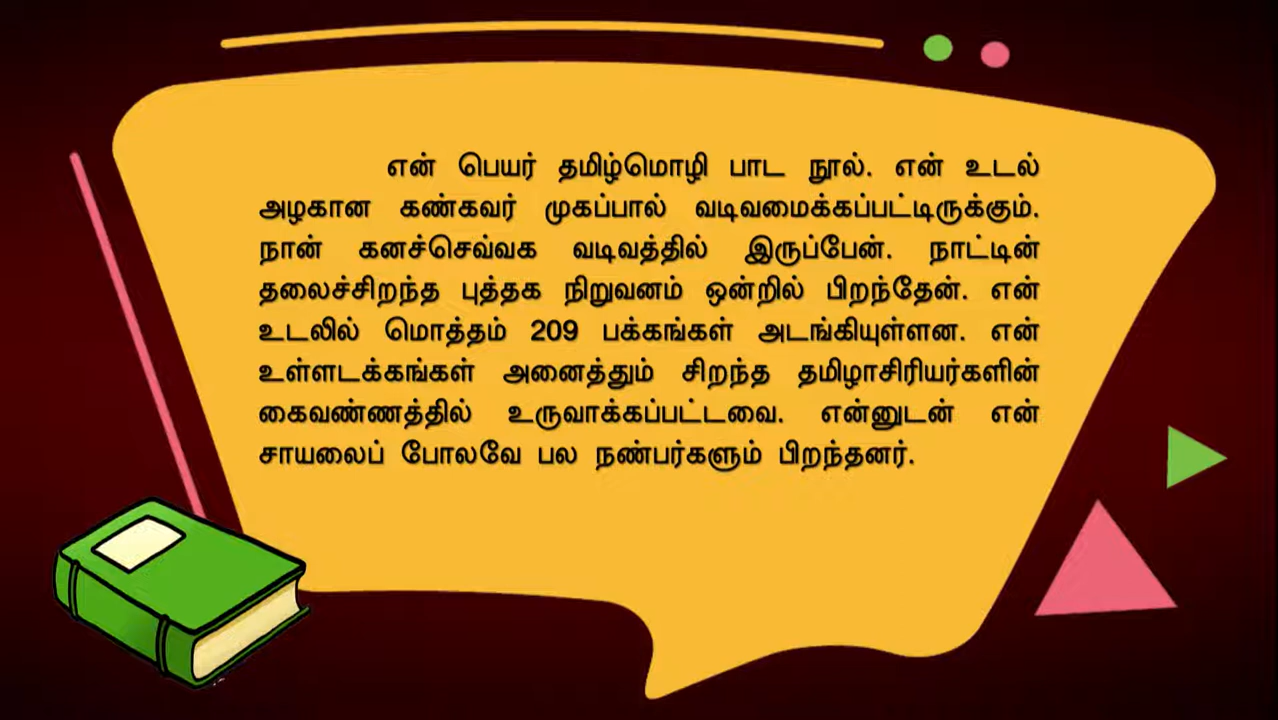 என் பெயர் தமிழ்மொழி பாட நூல். என் உடல்
அழகான கண்கவர் முகப்பால் வடிவமைக்கப்பட்டிருக்கும்.
நான் கனச்செவ்வக வடிவத்தில் இருப்பேன். நாட்டின்
தலைச்சிறந்த புத்தக நிறுவனம் ஒன்றில் பிறந்தேன். என்
உடலில் மொத்தம் 209 பக்கங்கள் அடங்கியுள்ளன. என்
உள்ளடக்கங்கள் அனைத்தும் சிறந்த தமிழாசிரியர்களின்
கைவண்ணத்தில் உருவாக்கப்பட்டவை. என்னுடன் என்
சாயலைப் போலவே பல நண்பர்களும் பிறந்தனர்.